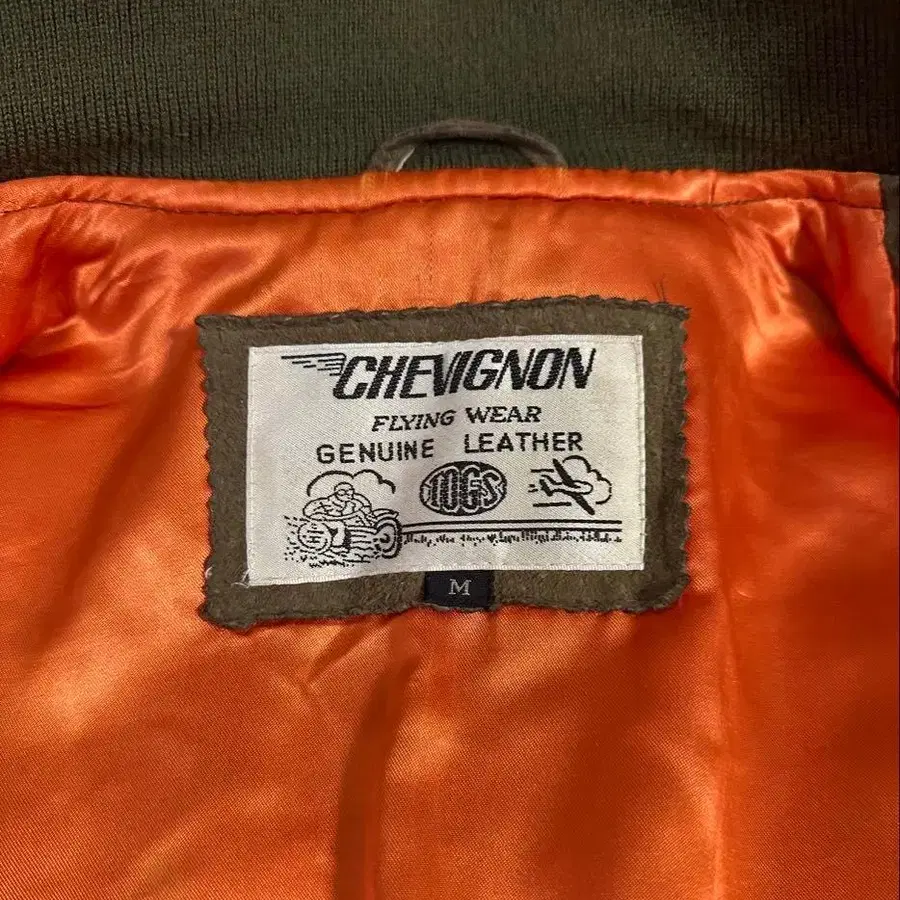 CHEVIGNON
FLYING WEAR
GENUINE LEATHER
TOGS
M